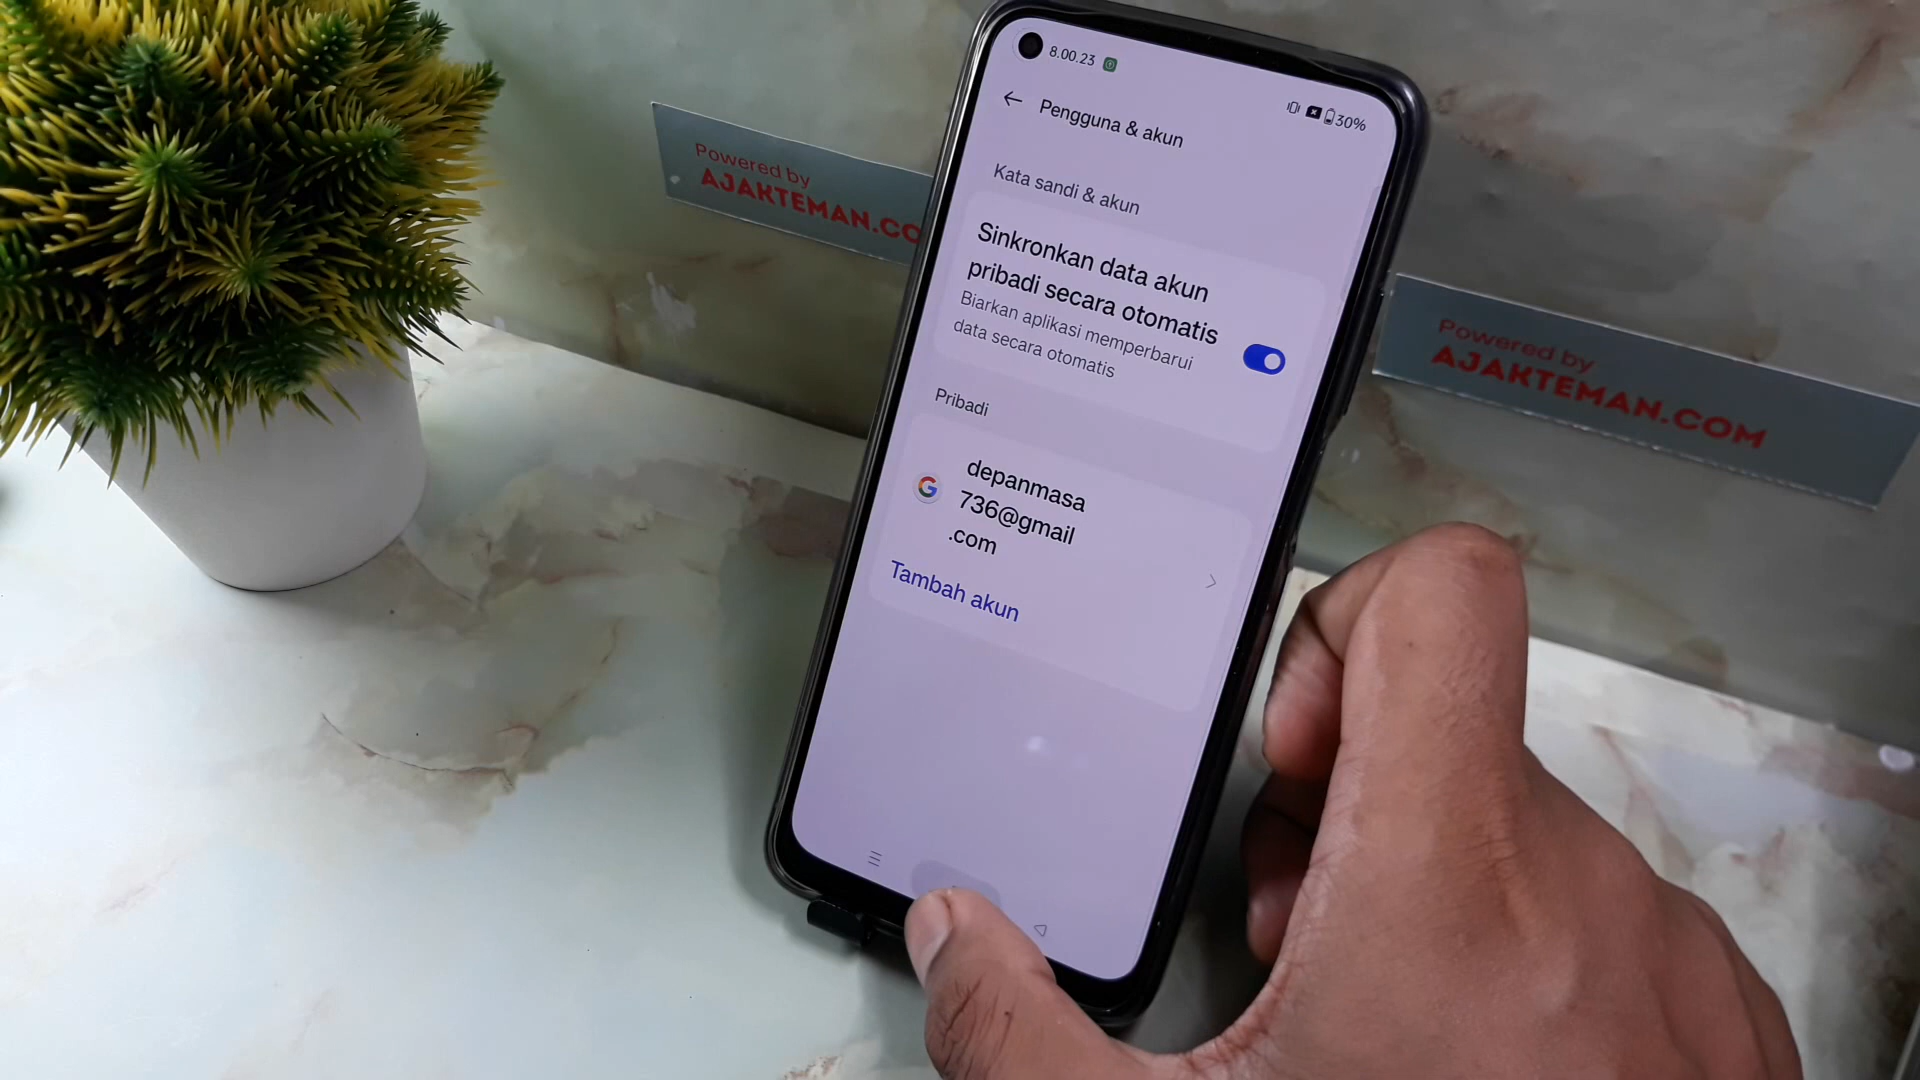 8.00.23
30%
Pengguna & akun
Kata sandi & akun
Sinkronkan data akun
pribadi secara otomatis
Biarkan aplikasi memperbarui
data secara otomatis
Pribadi
depanmasa
736@gmail
.com
Tambah akun
Powered by
AJAKTEMAN.CO
Powered by
AJAKTEMAN.COM